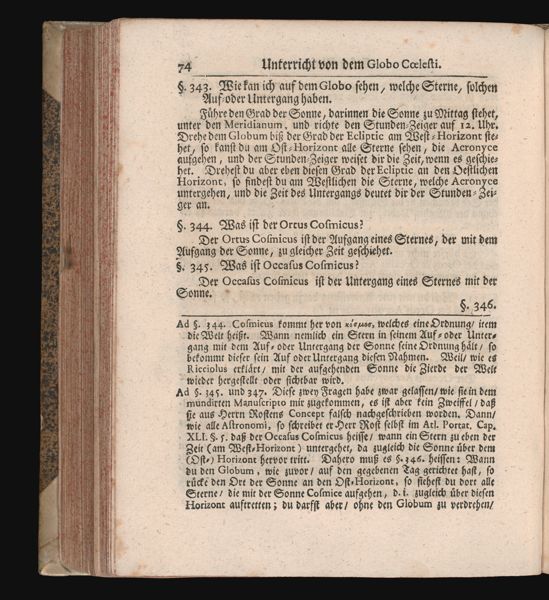 74 Unterricht von dem Globo Cœlesti.
§. 343. Wie kan ich auf dem Globo sehen, welche Sterne, solchen
Auf- oder Untergang haben.
Führe den Grad der Sonne, darinnen die Sonne zu Mittag stehet,
unter den Meridianum, und richte den Stunden-Zeiger auf 12. Uhr.
Drehe dem Globum biß der Grad der Ecliptic am West-Horizont ste-
het, so kanst du am Ost-Horizont alle Sterne sehen, die Acronyce
aufgehen, und der Stunden-Zeiger weiset dir die Zeit, wenn es geschie-
het. Drehest du aber eben diesen Grad der Ecliptic an den Oestlichen
Horizont, so findest du am Westlichen die Sterne, welche Acronyce
untergehen, und die Zeit des Untergangs deutet dir der Stunden-Zei-
ger an.
§. 344. Was ist der Ortus Cosmicus?
Der Ortus Cosmicus ist der Aufgang eines Sternes, der mit dem
Aufgang der Sonne, zu gleicher Zeit geschiehet.
§. 345. Was ist Occasus Cosmicus?
Der Occasus Cosmicus ist der Untergang eines Sternes mit der
Sonne.
§. 346.
Ad §. 344. Cosmicus kommt her von κόσμος, welches eine Ordnung/ item
die Welt heißt. Wann nemlich ein Stern in seinem Auf- oder Unter-
gang mit dem Auf- oder Untergang der Sonne seine Ordnung hält/ so
bekommt dieser sein Auf oder Untergang diesen Nahmen. Weil/ wie es
Ricciolus erklärt/ mit der aufgehenden Sonne die Zierde der Welt
wieder hergestellt oder sichtbar wird.
Ad §. 345. und 347. Diese zwey Fragen habe zwar gelassen/ wie sie in dem
mundirten Manuscripto mir zugekommen, es ist aber kein Zweiffel/ daß
sie aus Herrn Rostens Concept falsch nachgeschrieben worden. Dann/
wie alle Astronomi, so schreibet er Herr Rost selbst im Atl. Portat. Cap.
XLI. §. 5. daß der Occasus Cosmicus heisse/ wann ein Stern zu eben der
Zeit (am West-Horizont) untergehet, da zugleich die Sonne über dem
(Ost-) Horizont hervor tritt. Dahero muß es §. 346. heissen: Wann
du den Globum, wie zuvor/ auf den gegebenen Tag gerichtet hast, so
rücke den Ort der Sonne an den Ost-Horizont, so siehest du dort alle
Sterne/ die mit der Sonne Cosmice aufgehen, d. i. zugleich über diesen
Horizont auftretten; du darfst aber/ ohne den Globum zu verdrehen/